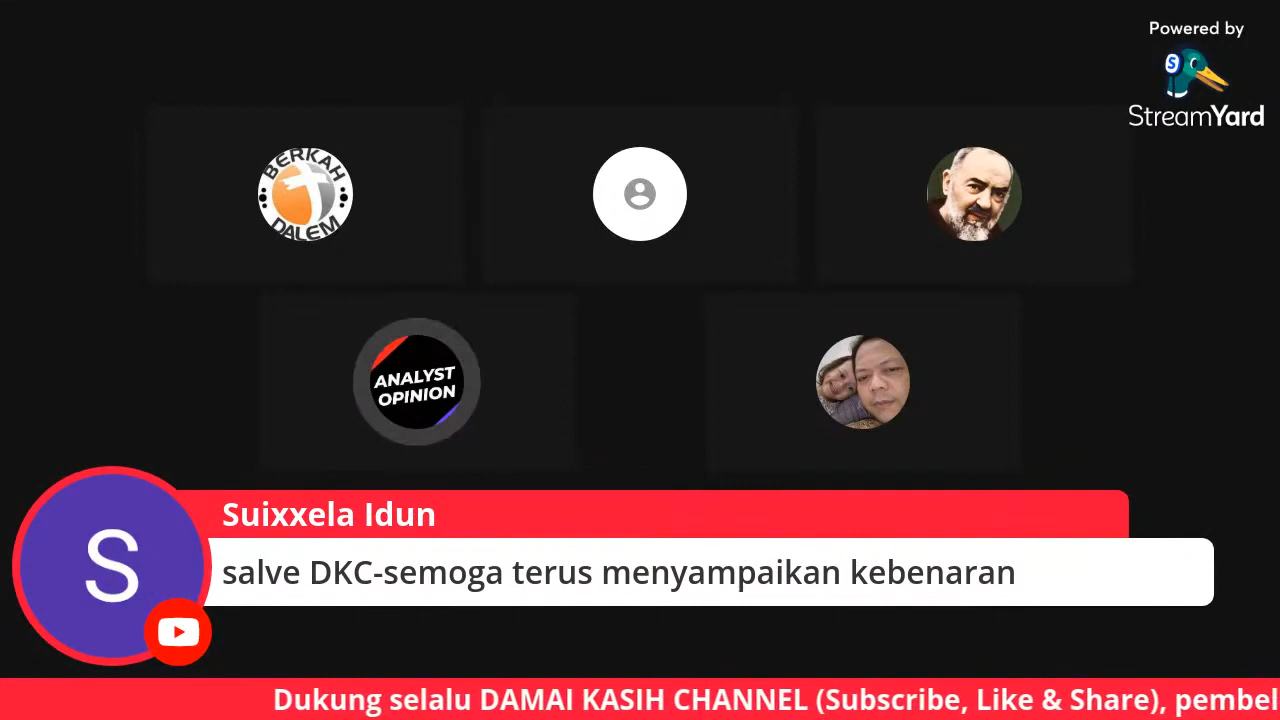 Powered by
S
StreamYard
BERKAH
DALEM
ANALYST
OPINION
S
Suixxela Idun
salve DKC-semoga terus menyampaikan kebenaran
Dukung selalu DAMAI KASIH CHANNEL (Subscribe, Like & Share), pembel